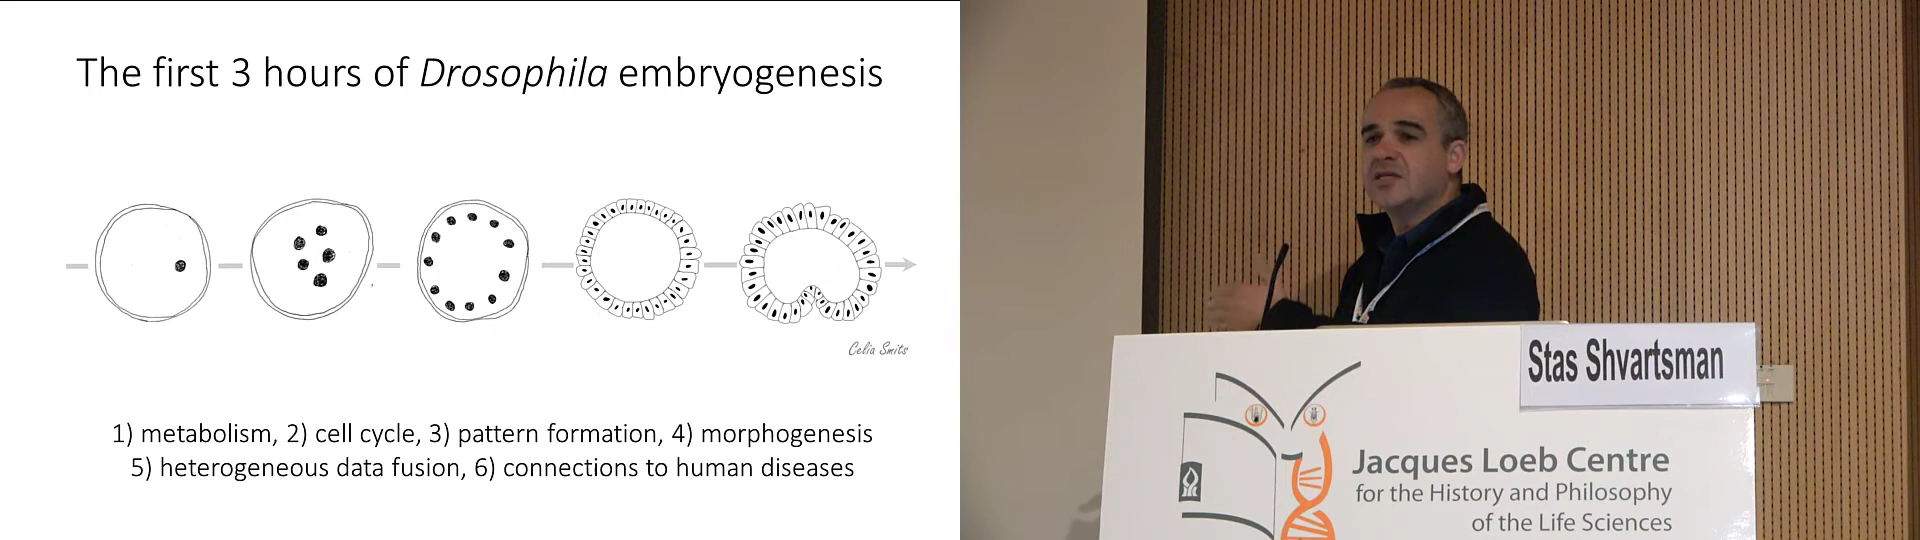 The first 3 hours of Drosophila embryogenesis
Celia Smits
1) metabolism, 2) cell cycle, 3) pattern formation, 4) morphogenesis
5) heterogeneous data fusion, 6) connections to human diseases
Stas Shvartsman
Jacques Loeb Centre
for the History and Philosophy
of the Life Sciences